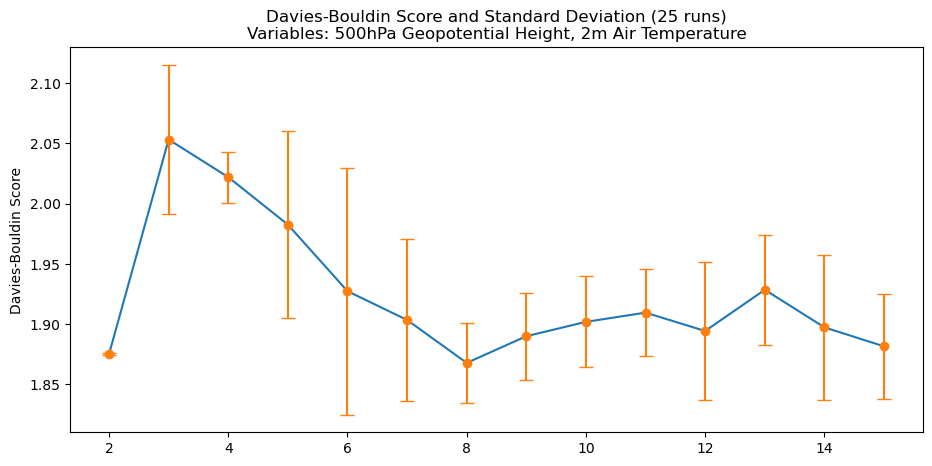 Davies-Bouldin Score and Standard Deviation (25 runs)
Variables: 500hPa Geopotential Height, 2m Air Temperature
Davies-Bouldin Score
2.10
2.05
2.00
1.95
1.90
1.85
2 4 6 8 10 12 14